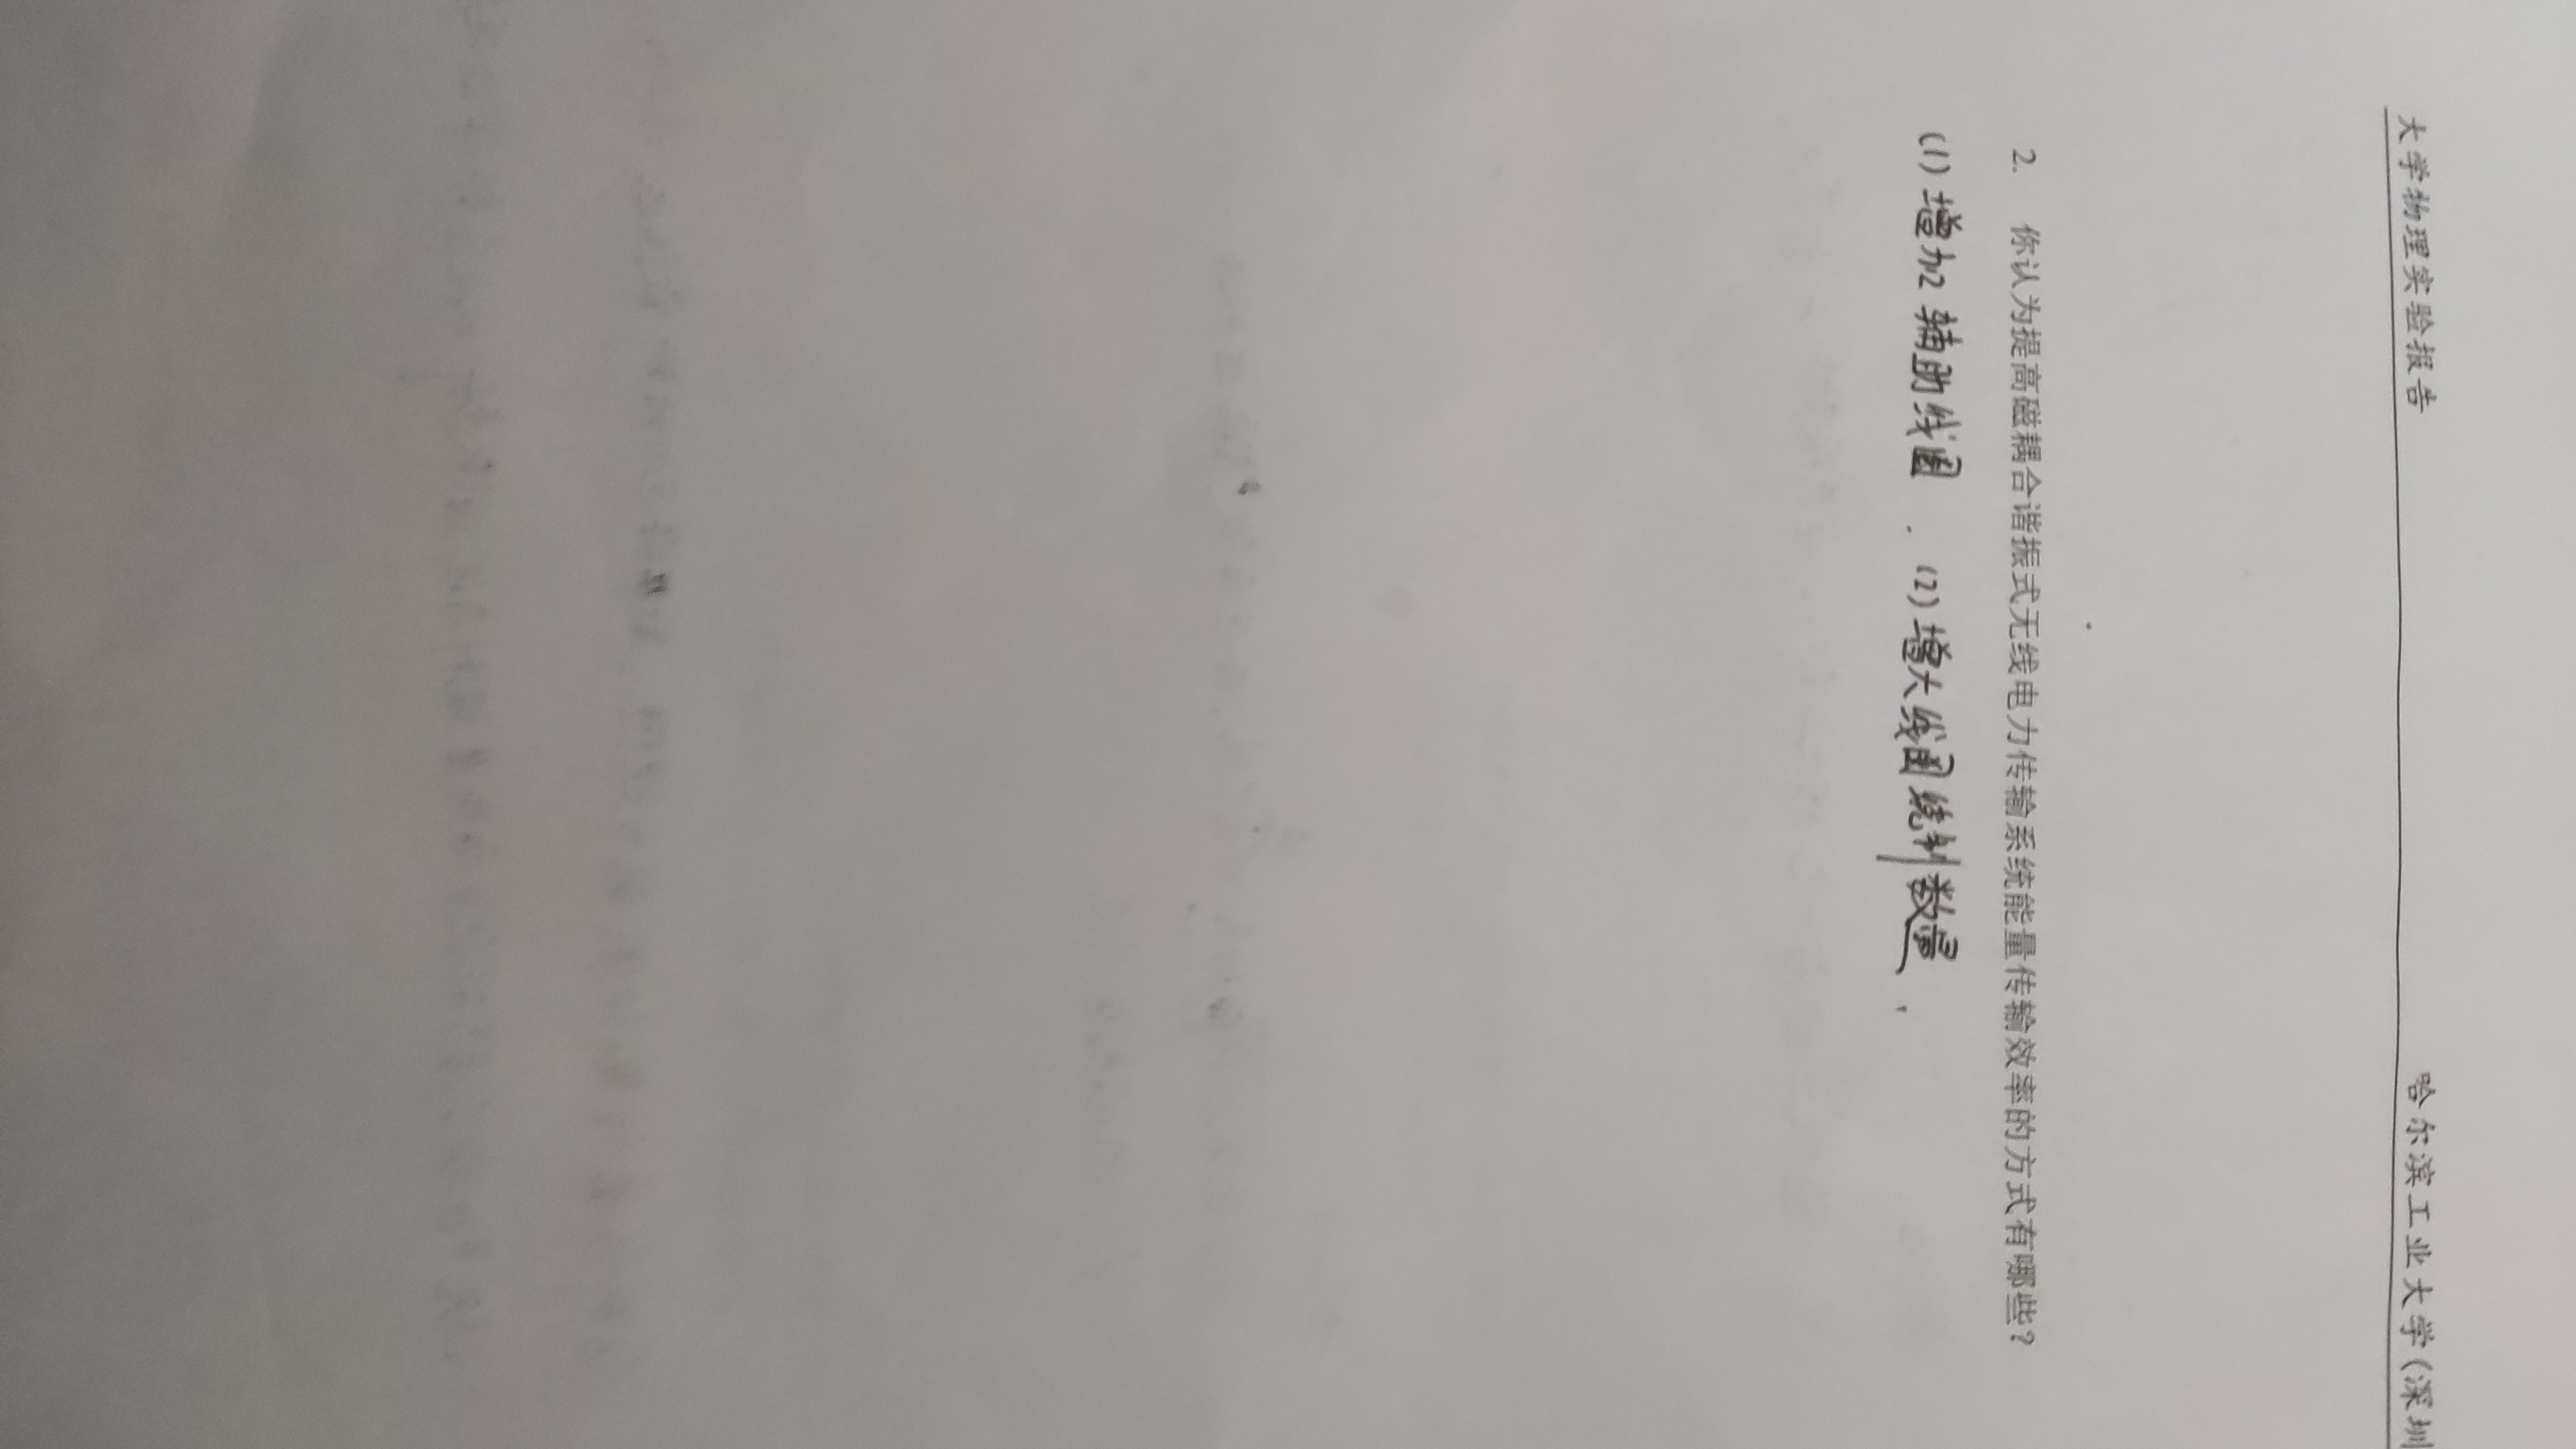 大学物理实验报告 哈尔滨工业大学(深圳
2. 你认为提高磁耦合谐振式无线电力传输系统能量传输效率的方式有哪些?
(1) 增加2 辅助线圈. (2) 增大线圈绕制数量,